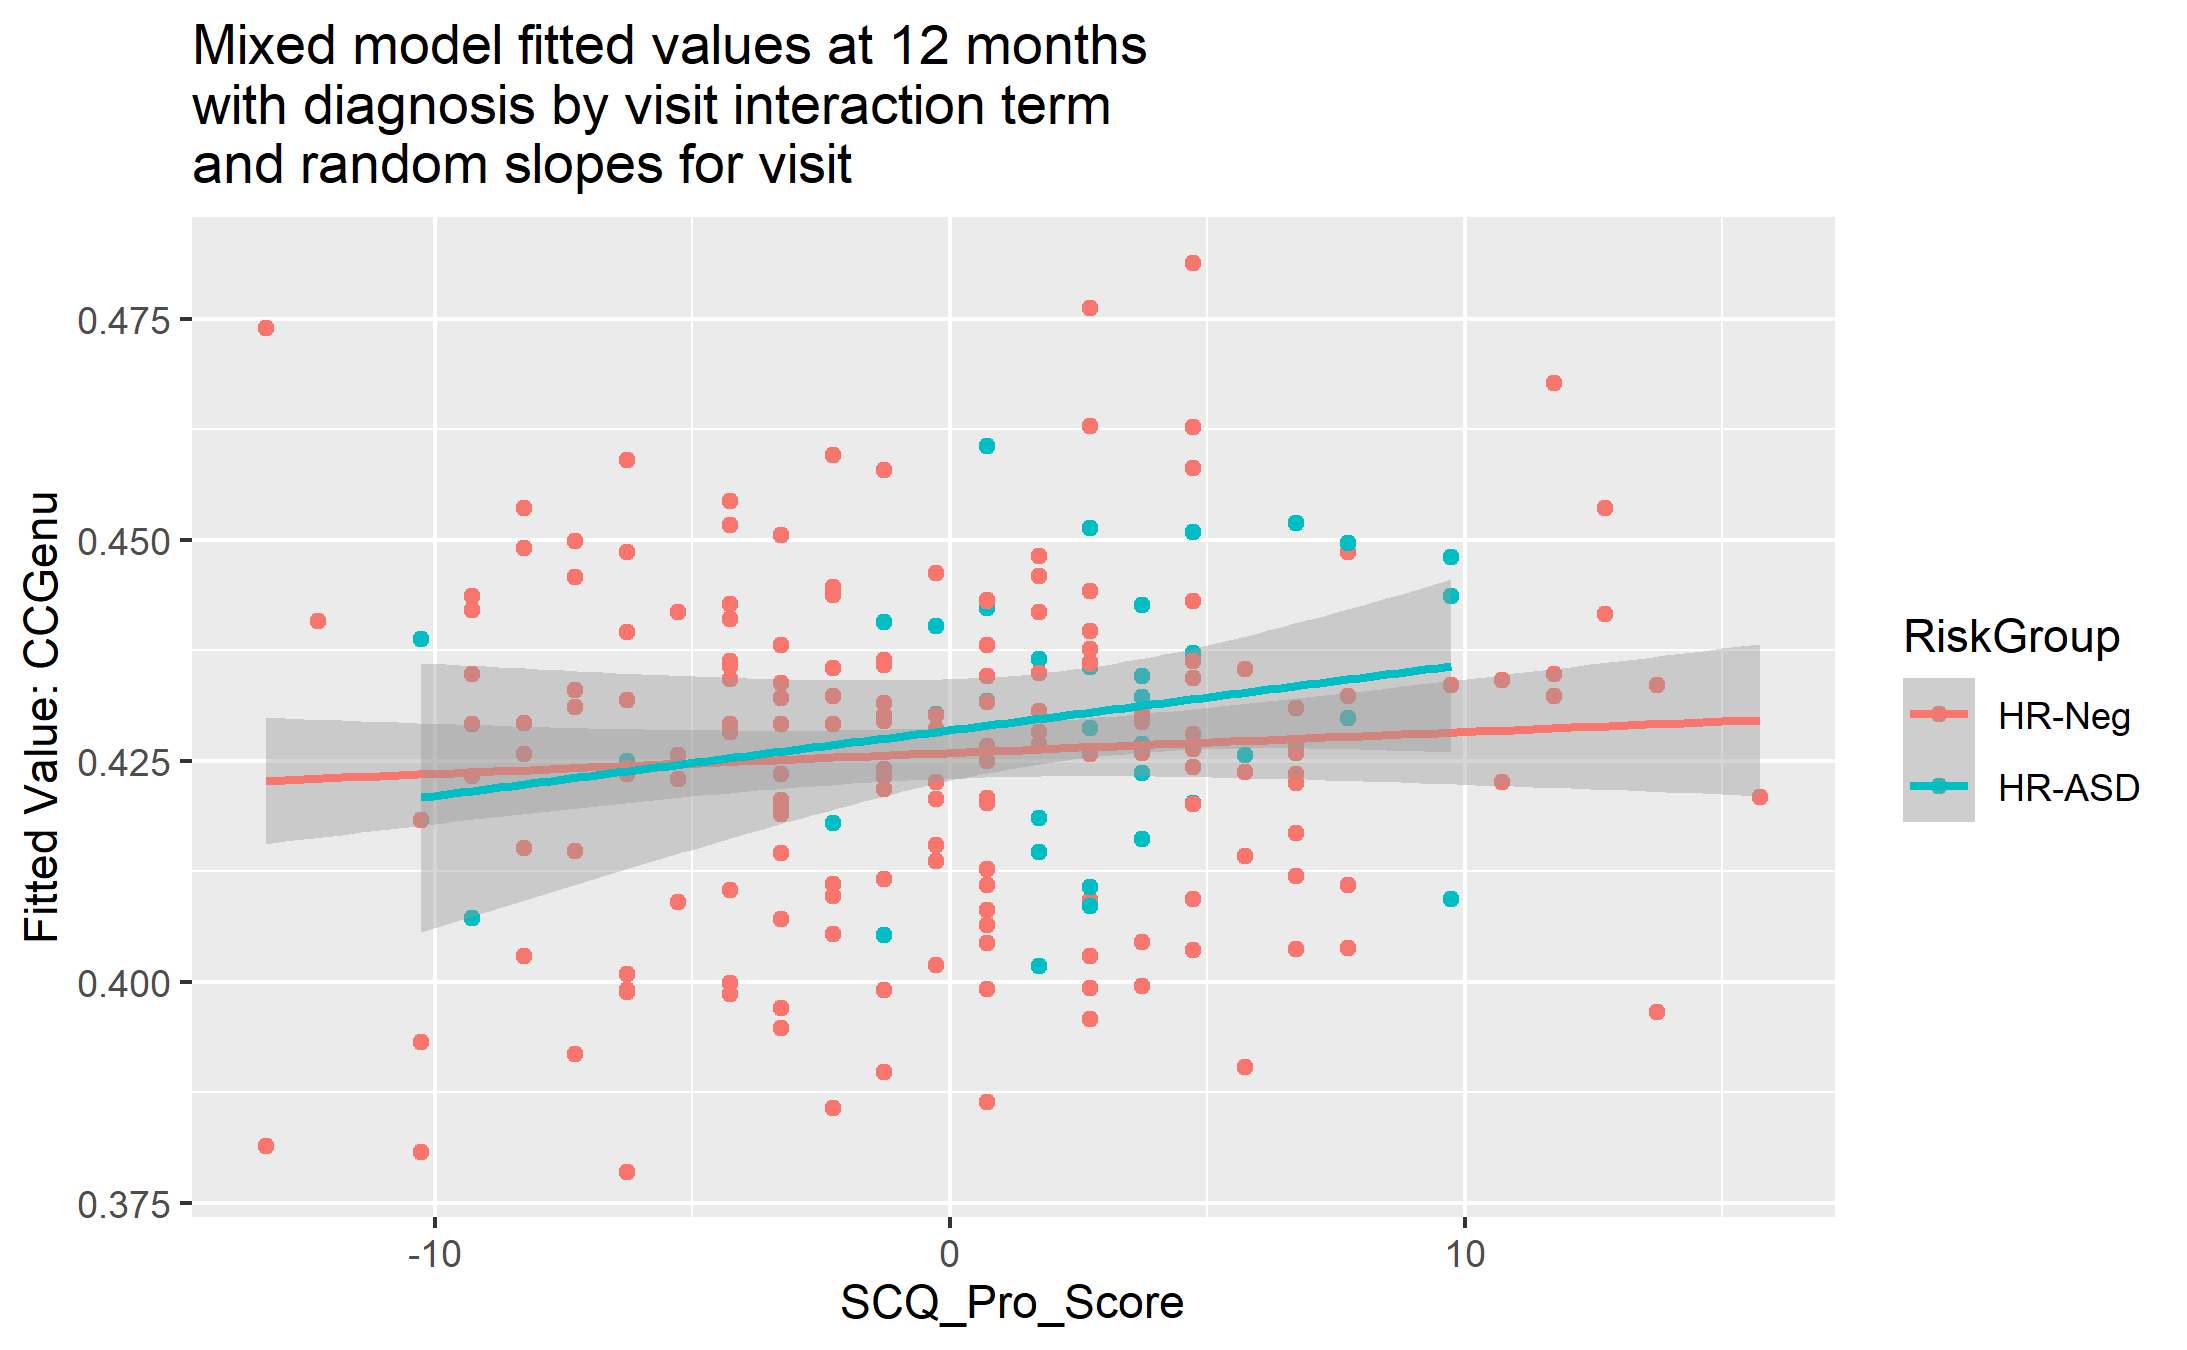 Mixed model fitted values at 12 months
with diagnosis by visit interaction term
and random slopes for visit
Fitted Value: CCGenu
0.475
0.450
0.425
0.400
0.375
-10
0
10
SCQ_Pro_Score
RiskGroup
HR-Neg
HR-ASD